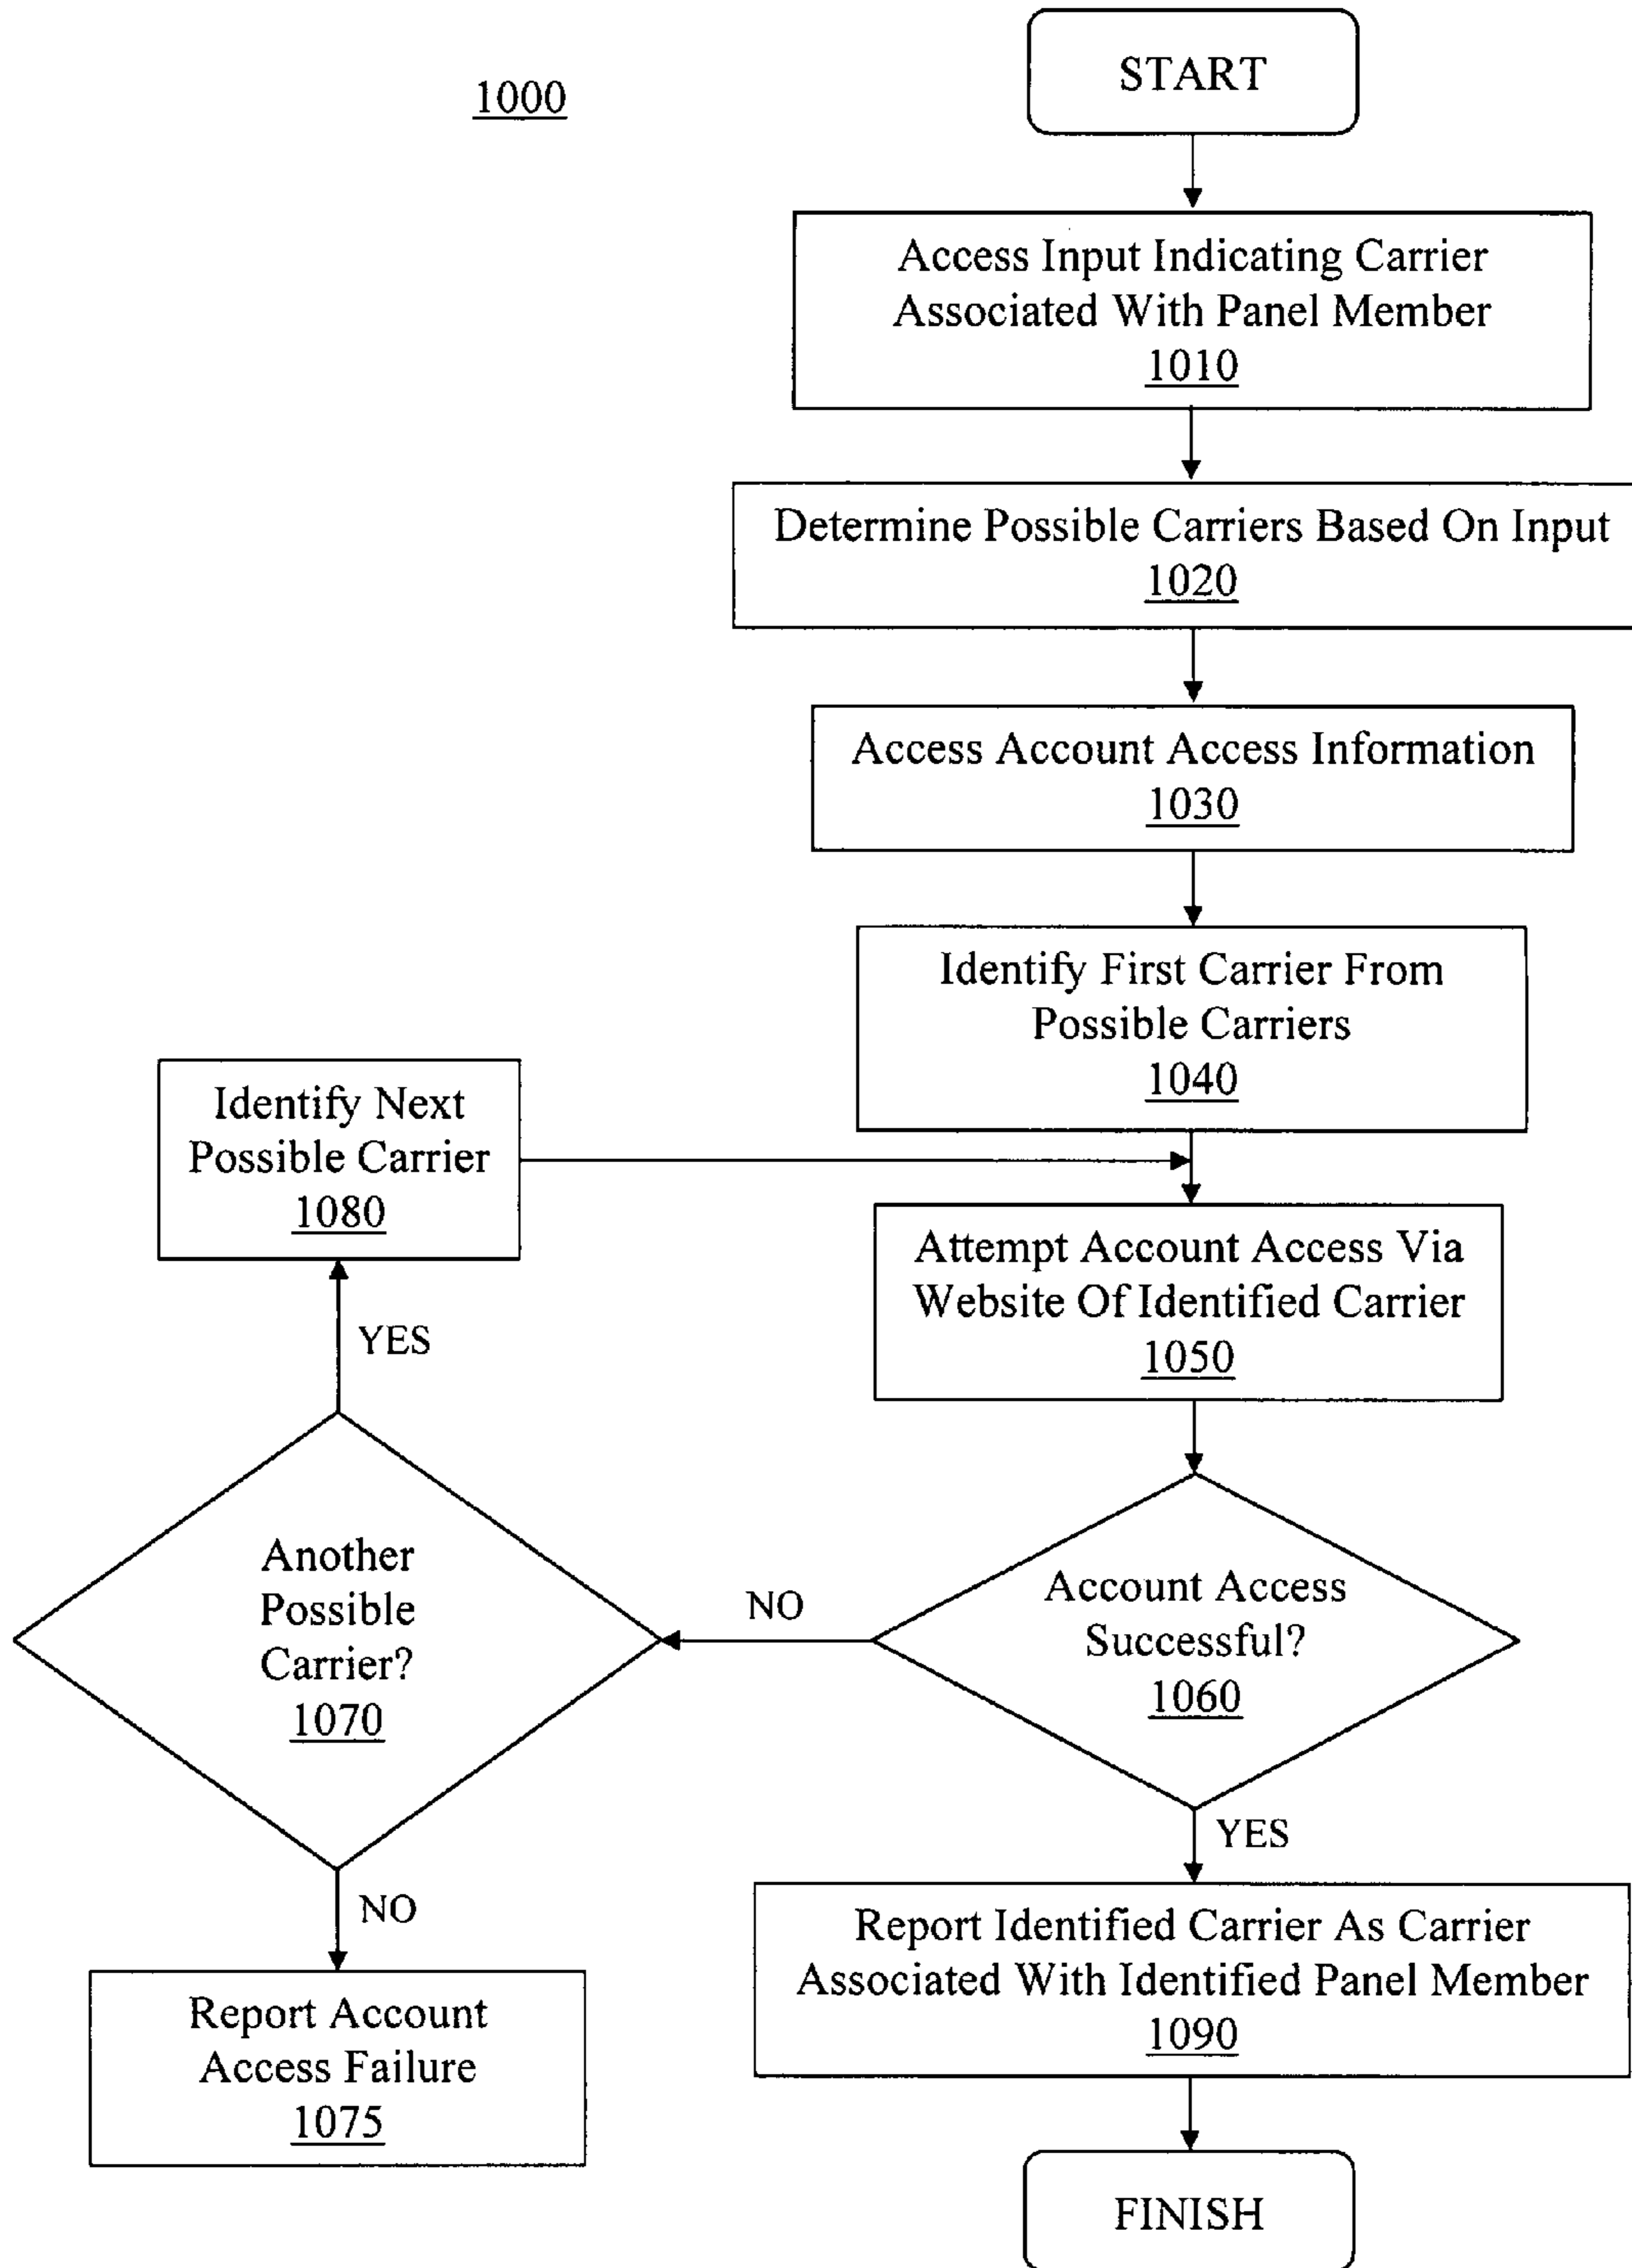 1000
START
Access Input Indicating Carrier
Associated With Panel Member
1010
Determine Possible Carriers Based On Input
1020
Access Account Access Information
1030
Identify First Carrier From
Possible Carriers
1040
Identify Next
Possible Carrier
1080
Attempt Account Access Via
Website Of Identified Carrier
1050
YES
Another
Possible
Carrier?
1070
NO
Account Access
Successful?
1060
YES
NO
Report Identified Carrier As Carrier
Associated With Identified Panel Member
1090
Report Account
Access Failure
1075
FINISH